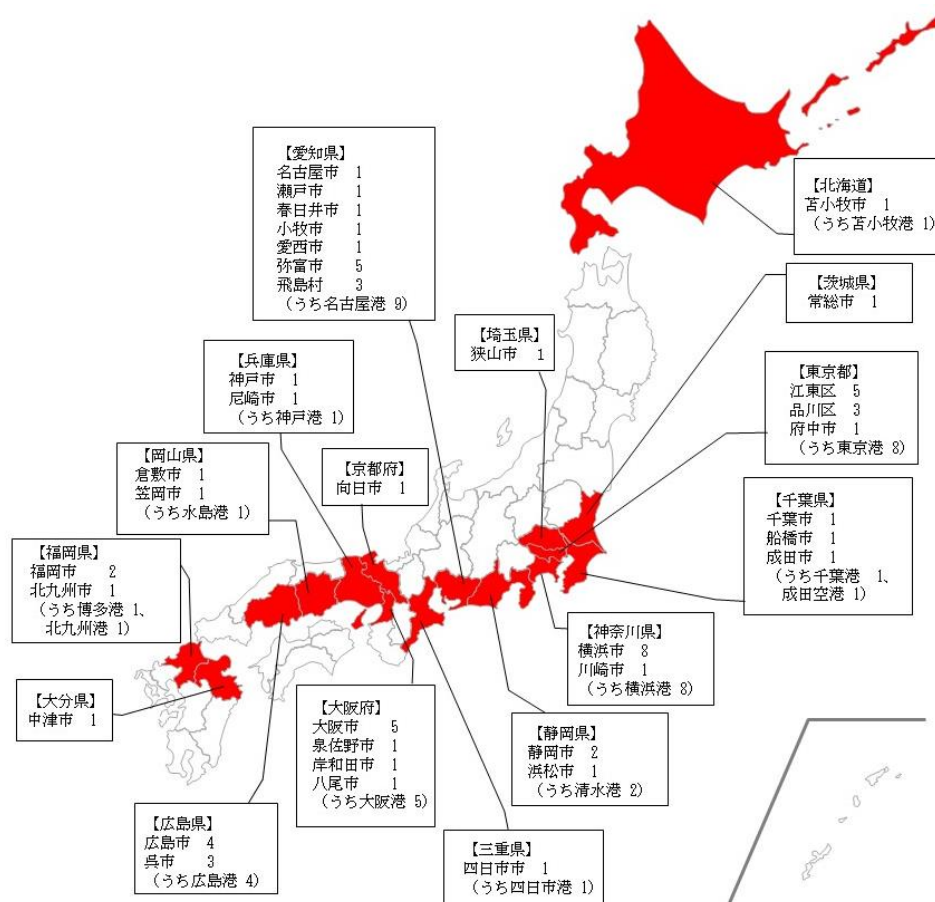 【北海道】
苫小牧市 1
(うち苫小牧港 1)
【愛知県】
名古屋市 1
瀬戸市 1
春日井市 1
小牧市 1
愛西市 1
弥富市 5
飛島村 3
(うち名古屋港 9)
【茨城県】
常総市 1
【埼玉県】
狭山市 1
【兵庫県】
神戸市 1
尼崎市 1
(うち神戸港 1)
【東京都】
江東区 5
品川区 3
府中市 1
(うち東京港 8)
【岡山県】
倉敷市 1
笠岡市 1
(うち水島港 1)
【京都府】
向日市 1
【千葉県】
千葉市 1
船橋市 1
成田市 1
(うち千葉港 1、
成田空港 1)
【福岡県】
福岡市 2
北九州市 1
(うち博多港 1、
北九州港 1)
【神奈川県】
横浜市 8
川崎市 1
(うち横浜港 8)
【大分県】
中津市 1
【大阪府】
大阪市 5
泉佐野市 1
岸和田市 1
八尾市 1
(うち大阪港 5)
【静岡県】
静岡市 2
浜松市 1
(うち清水港 2)
【広島県】
広島市 4
呉市 3
(うち広島港 4)
【三重県】
四日市市 1
(うち四日市港 1)